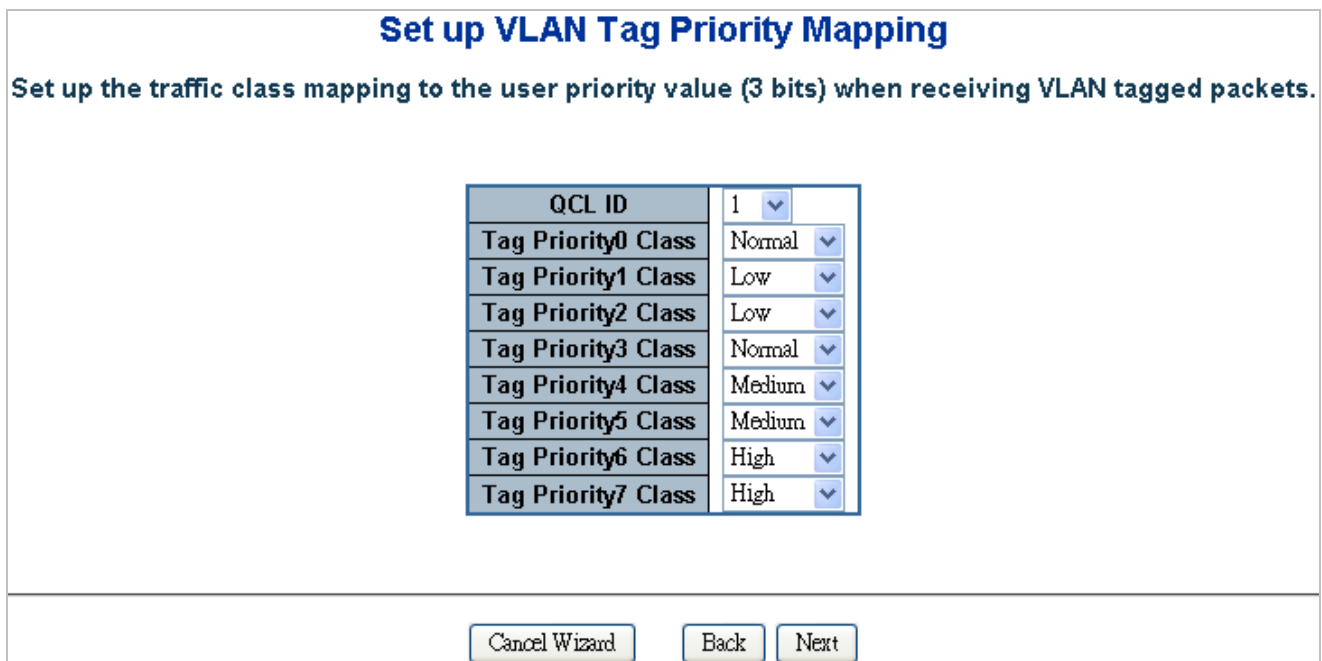 Set up VLAN Tag Priority Mapping
Set up the traffic class mapping to the user priority value (3 bits) when receiving VLAN tagged packets.
QCL ID 1
Tag Priority0 Class Normal
Tag Priority1 Class Low
Tag Priority2 Class Low
Tag Priority3 Class Normal
Tag Priority4 Class Medium
Tag Priority5 Class Medium
Tag Priority6 Class High
Tag Priority7 Class High
Cancel Wizard Back Next